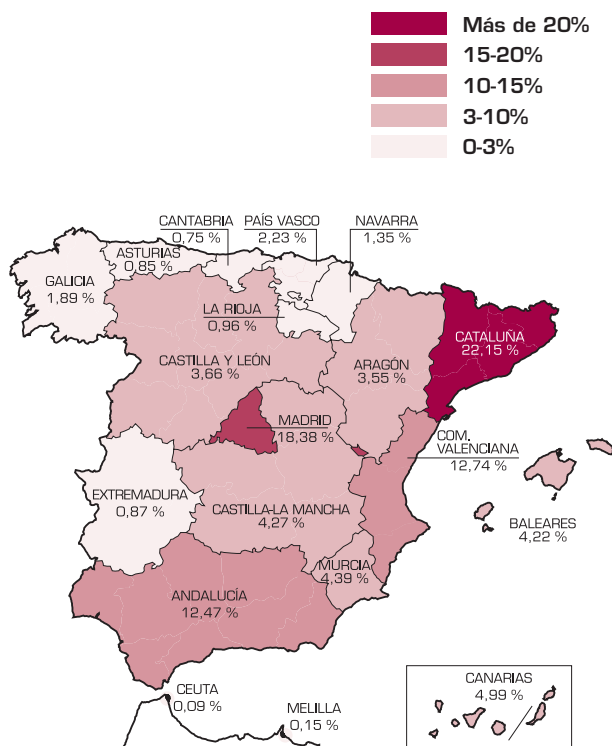 Más de 20%
15-20%
10-15%
3-10%
0-3%
CANTABRIA
0,75 %
PAÍS VASCO
2,23 %
NAVARRA
1,35 %
ASTURIAS
0,85 %
GALICIA
1,89 %
LA RIOJA
0,96 %
CASTILLA Y LEÓN
3,66 %
ARAGÓN
3,55 %
CATALUÑA
22,15 %
MADRID
18,38 %
COM.
VALENCIANA
12,74 %
EXTREMADURA
0,87 %
CASTILLA-LA MANCHA
4,27 %
BALEARES
4,22 %
MURCIA
4,39 %
ANDALUCÍA
12,47 %
CEUTA
0,09 %
MELILLA
0,15 %
CANARIAS
4,99 %